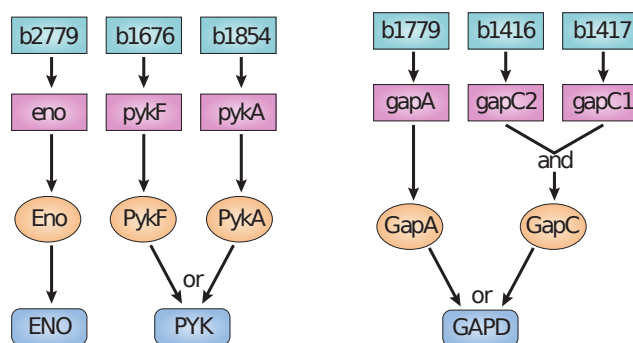 b2779 b1676 b1854 b1779 b1416 b1417
eno pykF pykA gapA gapC2 gapC1
and
Eno PykF PykA GapA GapC
or or
ENO PYK GAPD